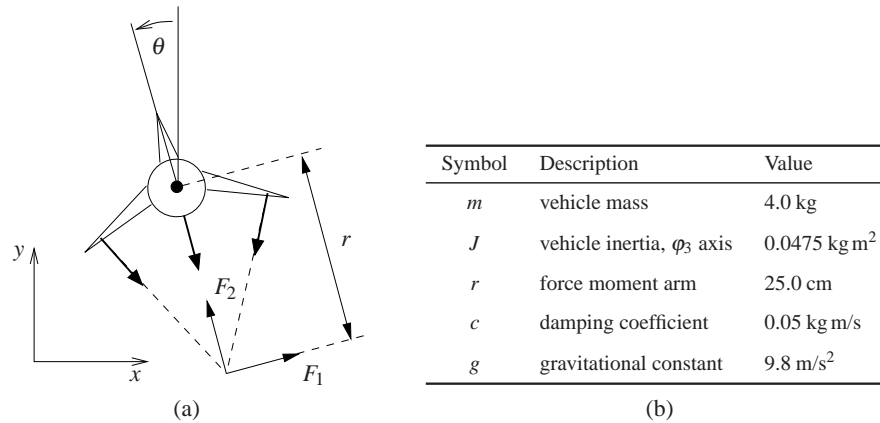 θ
r
y
x
F2
F1
(a)
Symbol Description Value
m vehicle mass 4.0 kg
J vehicle inertia, φ3 axis 0.0475 kg m²
r force moment arm 25.0 cm
c damping coefficient 0.05 kg m/s
g gravitational constant 9.8 m/s²
(b)